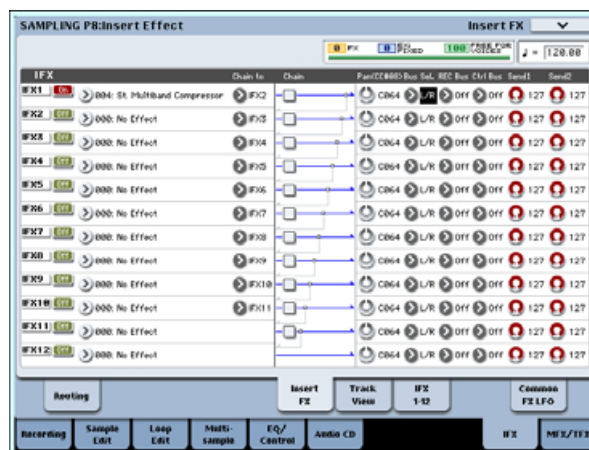 SAMPLING P8:Insert Effect Insert FX
0 FX 0 FIXED 100 FREE FOR VOICES ♩ = 120.00
IFX Chain to Chain Pan(CC#08) Bus Sel. REC Bus Ctrl Bus Send1 Send2
IFX1 On 004: St. Multiband Compressor IFX2 C064 L/R Off Off 127 127
IFX2 Off 000: No Effect IFX3 C064 L/R Off Off 127 127
IFX3 Off 000: No Effect IFX4 C064 L/R Off Off 127 127
IFX4 Off 000: No Effect IFX5 C064 L/R Off Off 127 127
IFX5 Off 000: No Effect IFX6 C064 L/R Off Off 127 127
IFX6 Off 000: No Effect IFX7 C064 L/R Off Off 127 127
IFX7 Off 000: No Effect IFX8 C064 L/R Off Off 127 127
IFX8 Off 000: No Effect IFX9 C064 L/R Off Off 127 127
IFX9 Off 000: No Effect IFX10 C064 L/R Off Off 127 127
IFX10 Off 000: No Effect IFX11 C064 L/R Off Off 127 127
IFX11 Off 000: No Effect C064 L/R Off Off 127 127
IFX12 Off 000: No Effect C064 L/R Off Off 127 127
Routing Insert FX Track View IFX 1-12 Common FX LFO
Recording Sample Edit Loop Edit Multi-sample EQ/Control Audio CD IFX MFX/TFX